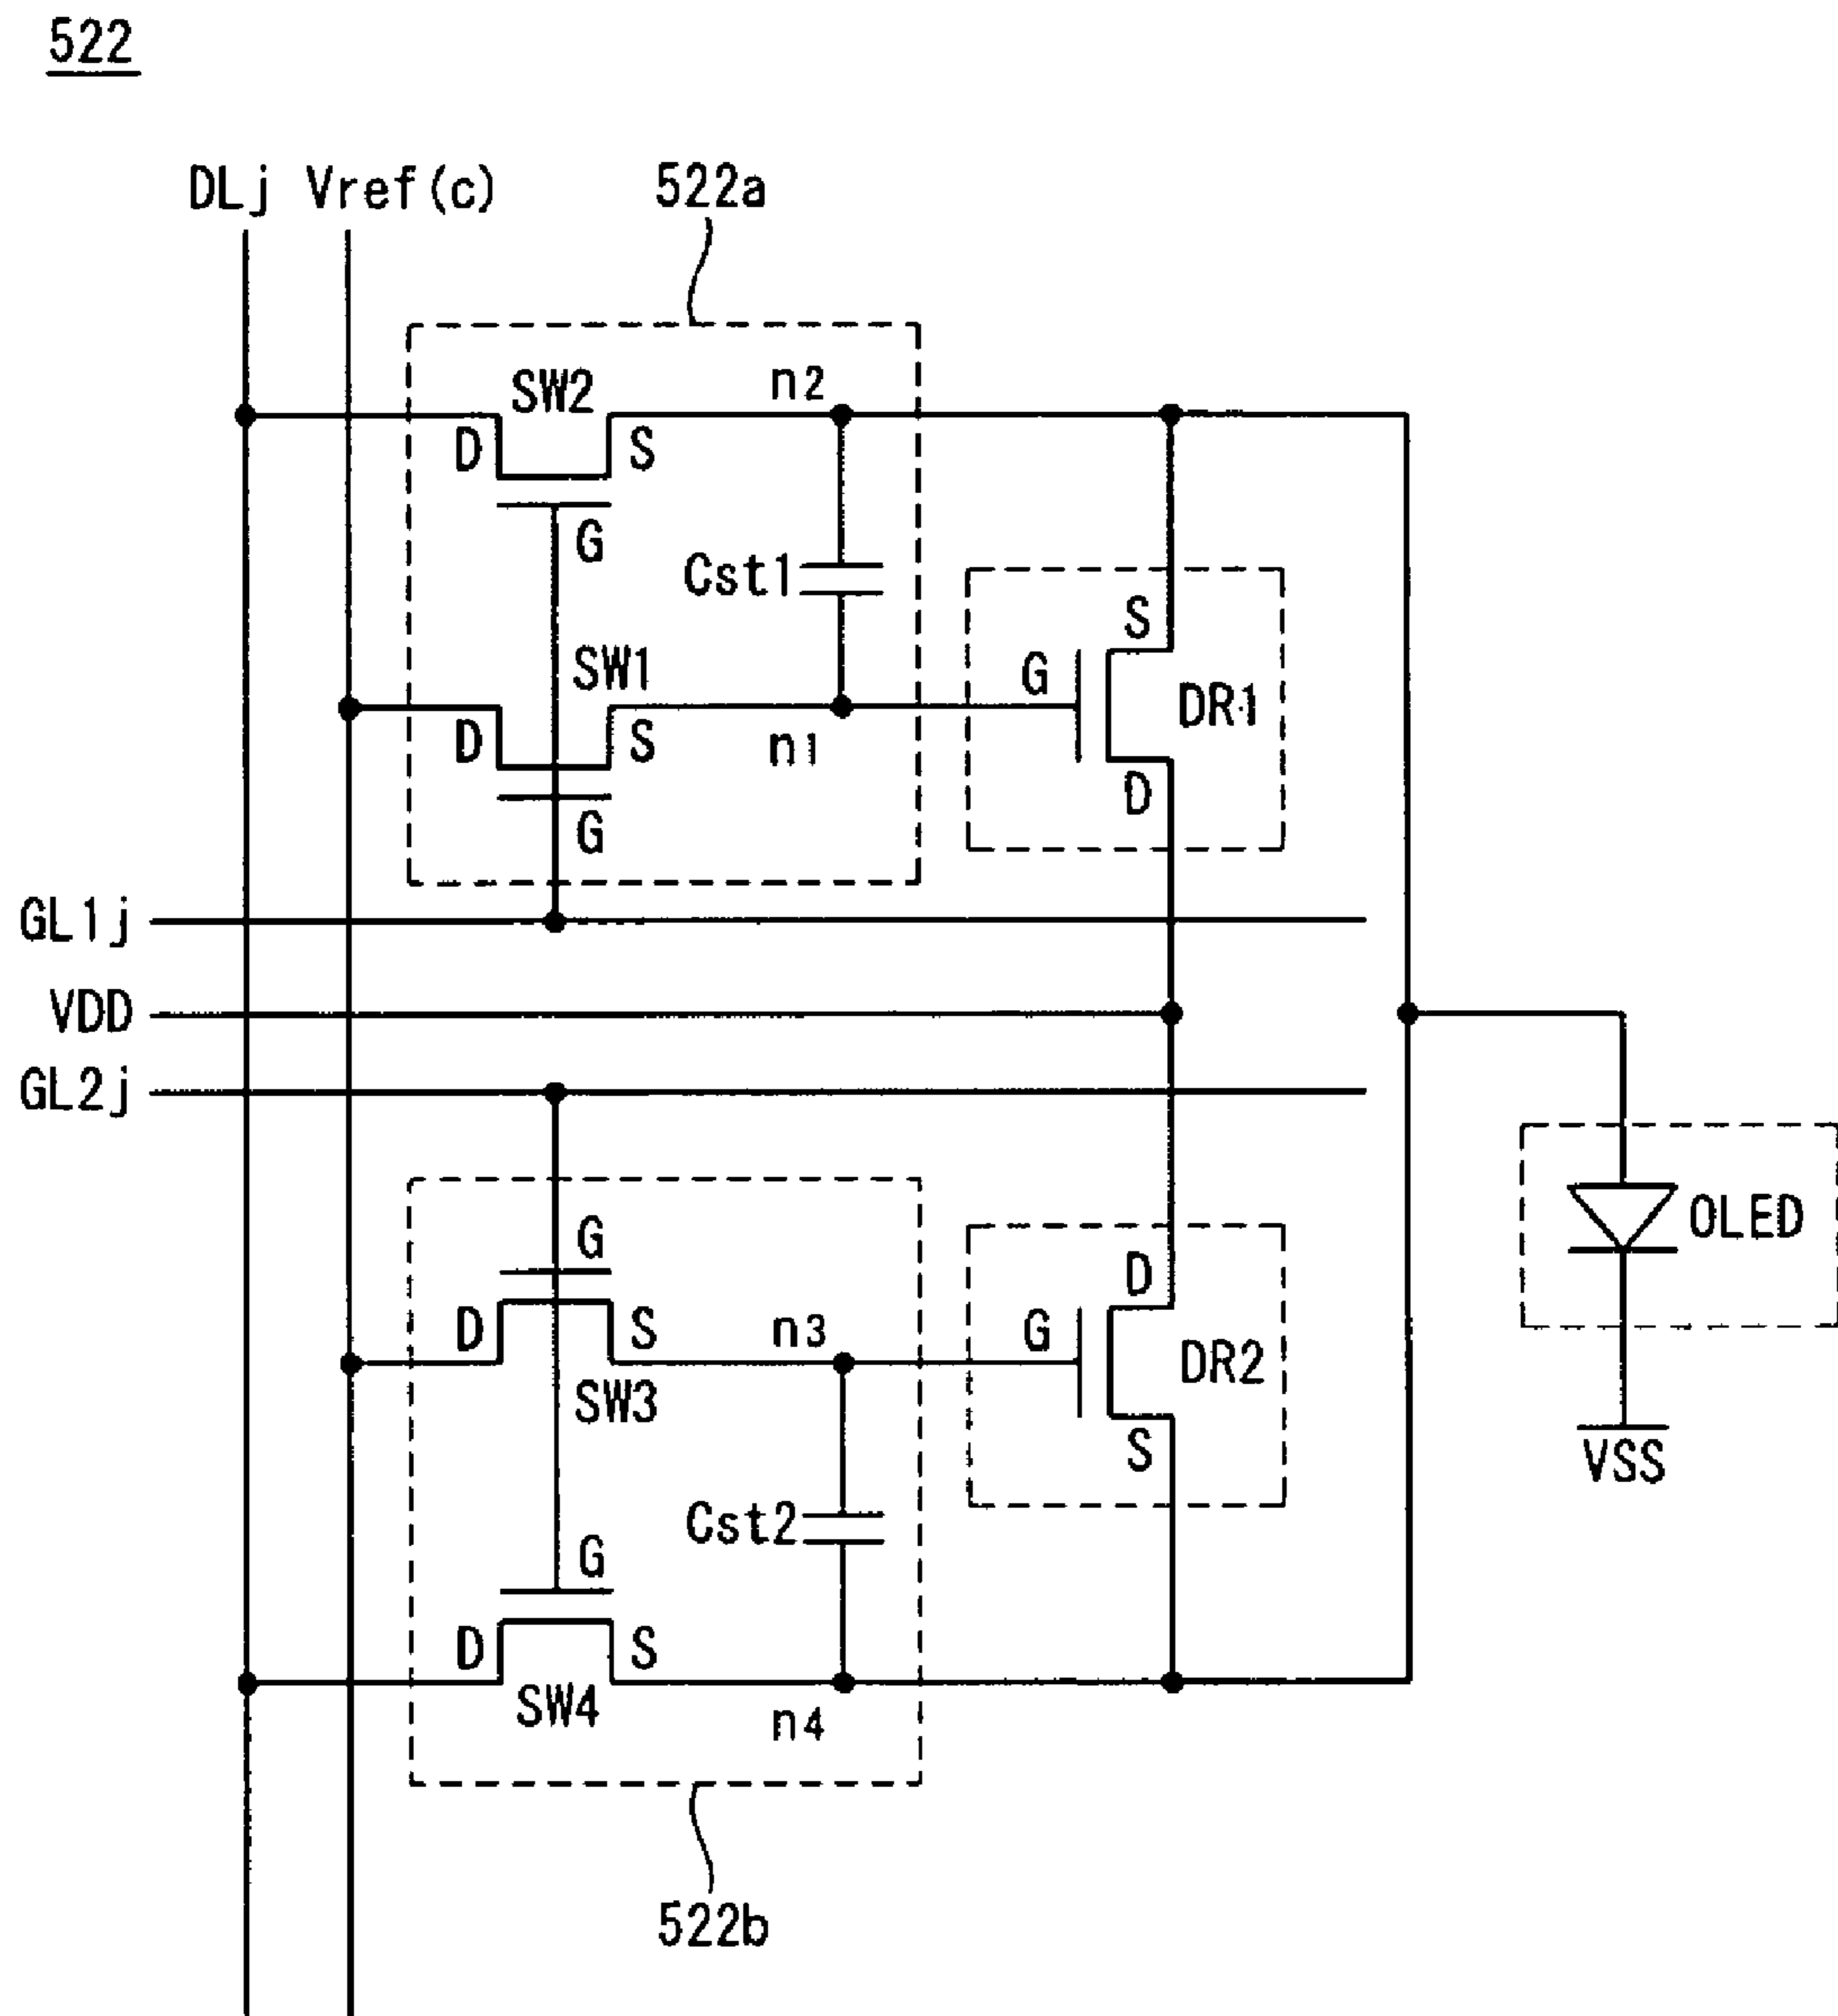 522
DLj Vref(c)
522a
SW2
n2
D
S
G
Cst1
SW1
S
G
DR1
D
S
n1
D
G
GL1j
VDD
GL2j
G
D
S
n3
G
D
DR2
OLED
SW3
S
VSS
Cst2
G
D
S
SW4
n4
522b